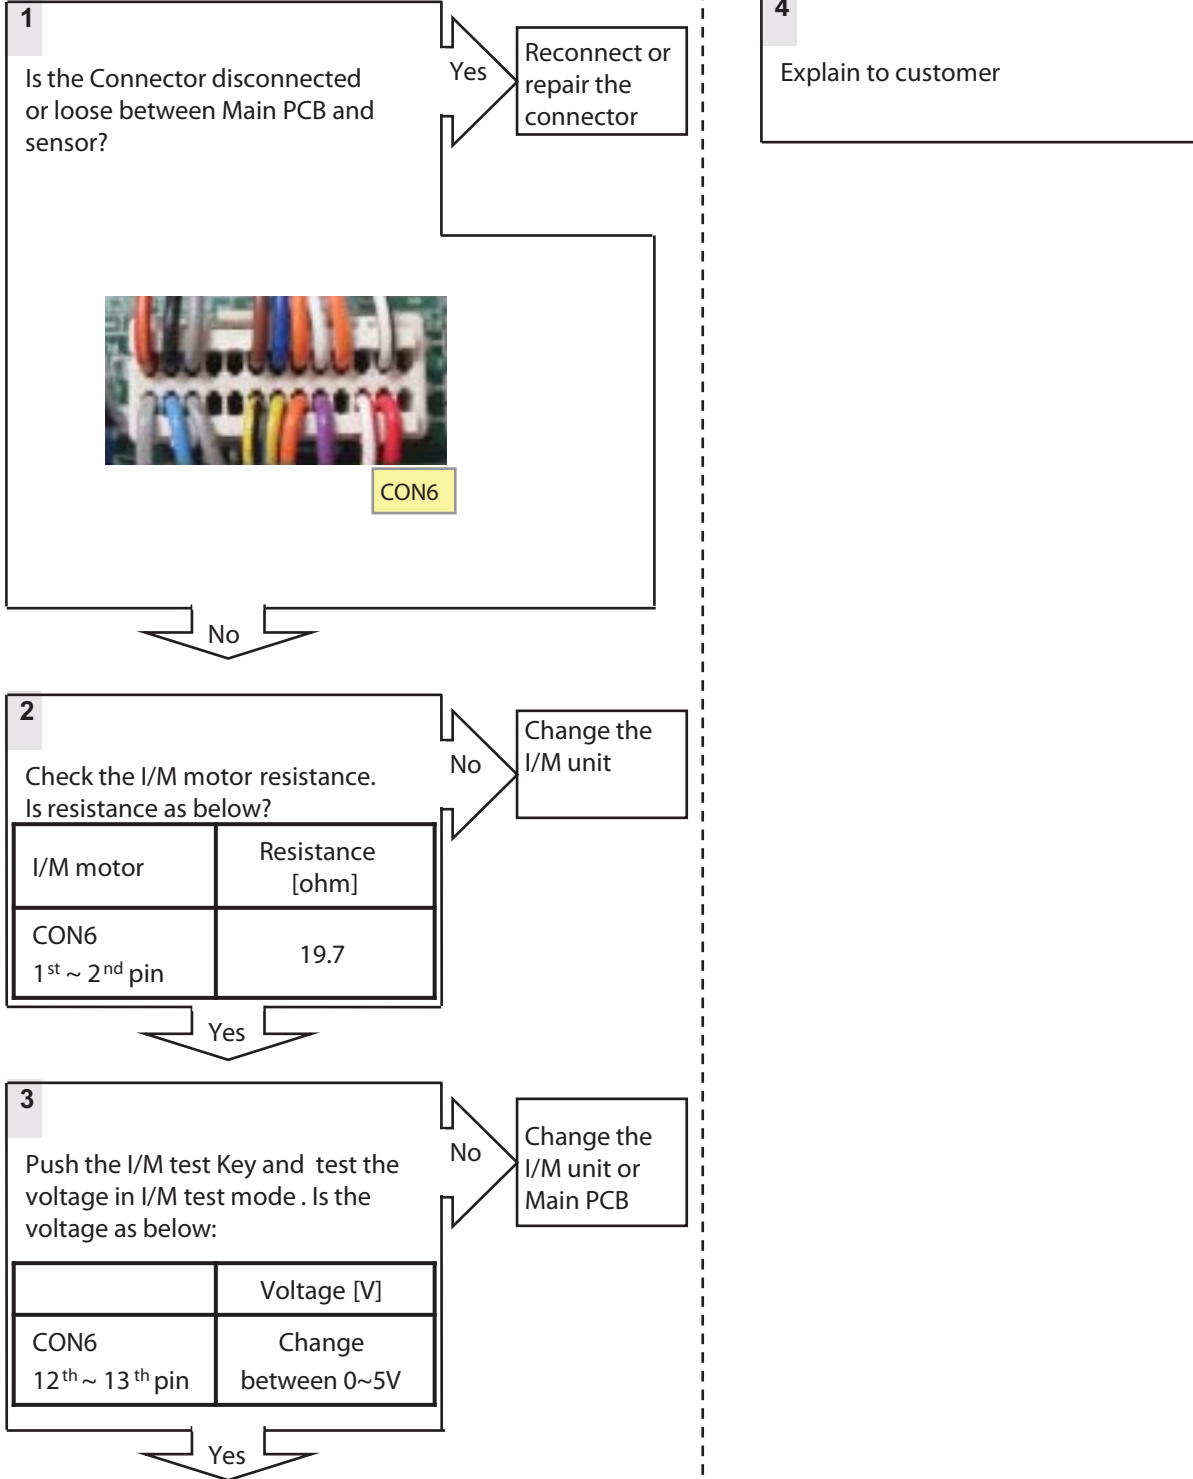 1
Is the Connector disconnected
or loose between Main PCB and
sensor?
Yes
Reconnect or
repair the
connector
CON6
No
2
Check the I/M motor resistance.
Is resistance as below?
No
Change the
I/M unit
I/M motor
Resistance
[ohm]
CON6
1st ~ 2nd pin
19.7
Yes
3
Push the I/M test Key and test the
voltage in I/M test mode . Is the
voltage as below:
No
Change the
I/M unit or
Main PCB
Voltage [V]
CON6
12th ~ 13th pin
Change
between 0~5V
Yes
4
Explain to customer